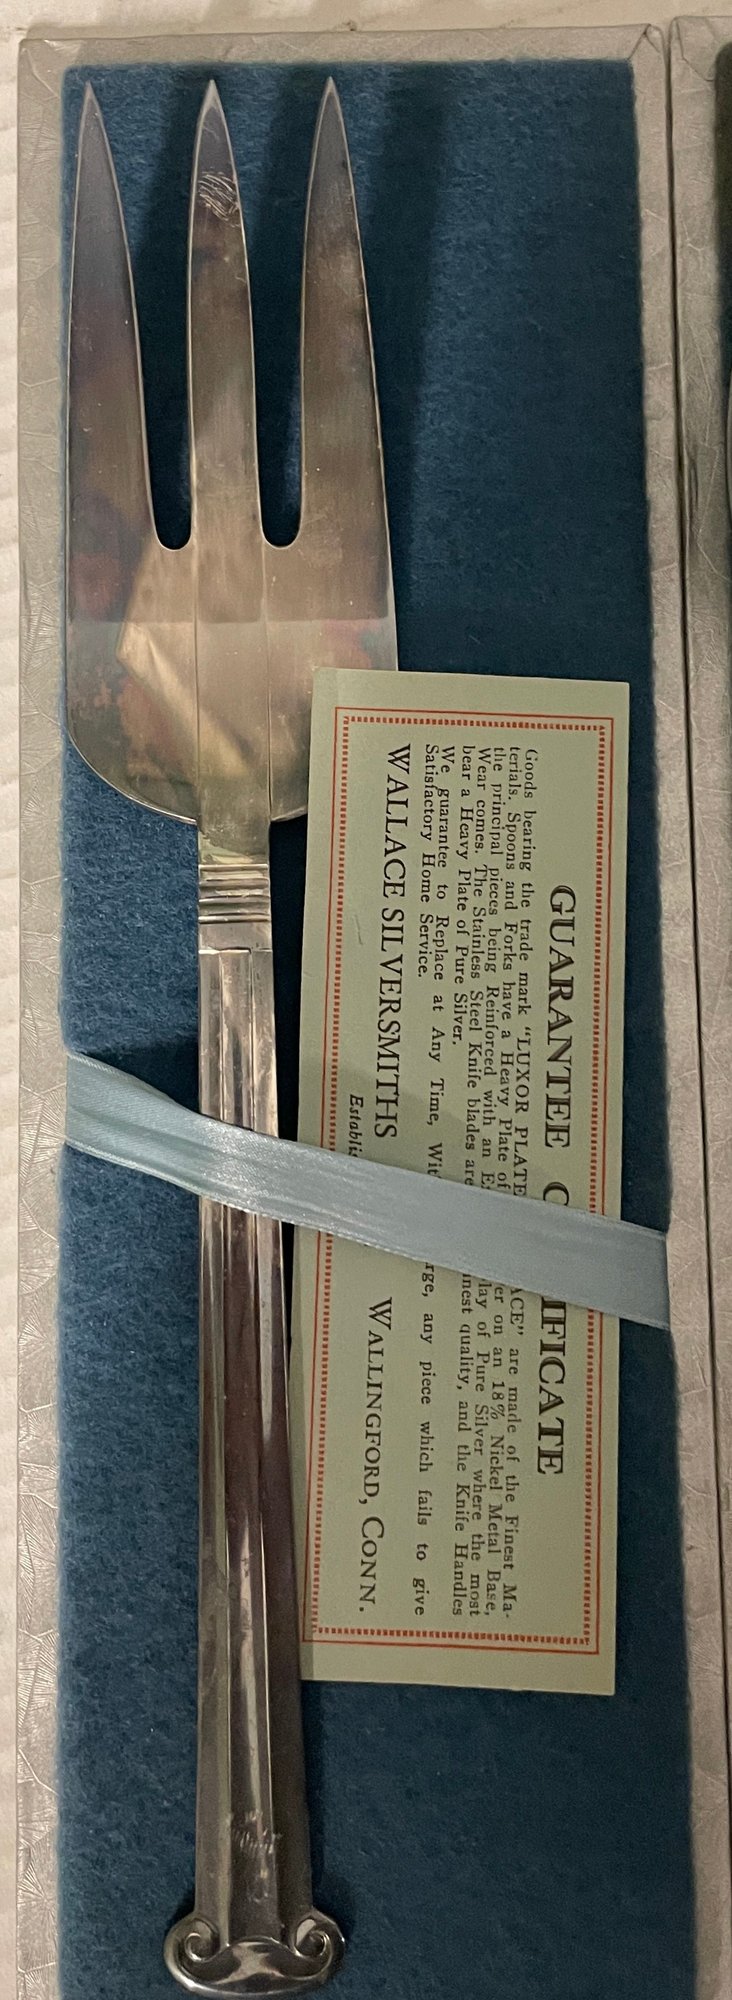 GUARANTEE C IFICATE
Goods bearing the trade mark "LUXOR PLATE ACE" are made of the Finest Ma-
terials. Spoons and Forks have a Heavy Plate of er on an 18% Nickel Metal Base,
the principal pieces being Reinforced with an E lay of Pure Silver where the most
Wear comes. The Stainless Steel Knife blades are inest quality, and the Knife Handles
bear a Heavy Plate of Pure Silver.
We guarantee to Replace at Any Time, Wit rge, any piece which fails to give
Satisfactory Home Service.
WALLACE SILVERSMITHS WALLINGFORD, CONN.
Establis